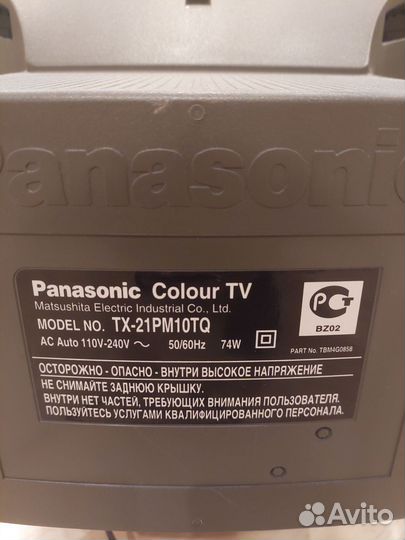 Panasonic
Panasonic Colour TV
Matsushita Electric Industrial Co., Ltd.
MODEL NO. TX-21PM10TQ
AC Auto 110V-240V ~ 50/60Hz 74W
PCT
BZ02
PART No. TBM4G0858
ОСТОРОЖНО - ОПАСНО - ВНУТРИ ВЫСОКОЕ НАПРЯЖЕНИЕ
НЕ СНИМАЙТЕ ЗАДНЮЮ КРЫШКУ.
ВНУТРИ НЕТ ЧАСТЕЙ, ТРЕБУЮЩИХ ВНИМАНИЯ ПОЛЬЗОВАТЕЛЯ.
ПОЛЬЗУЙТЕСЬ УСЛУГАМИ КВАЛИФИЦИРОВАННОГО ПЕРСОНАЛА.
Avito